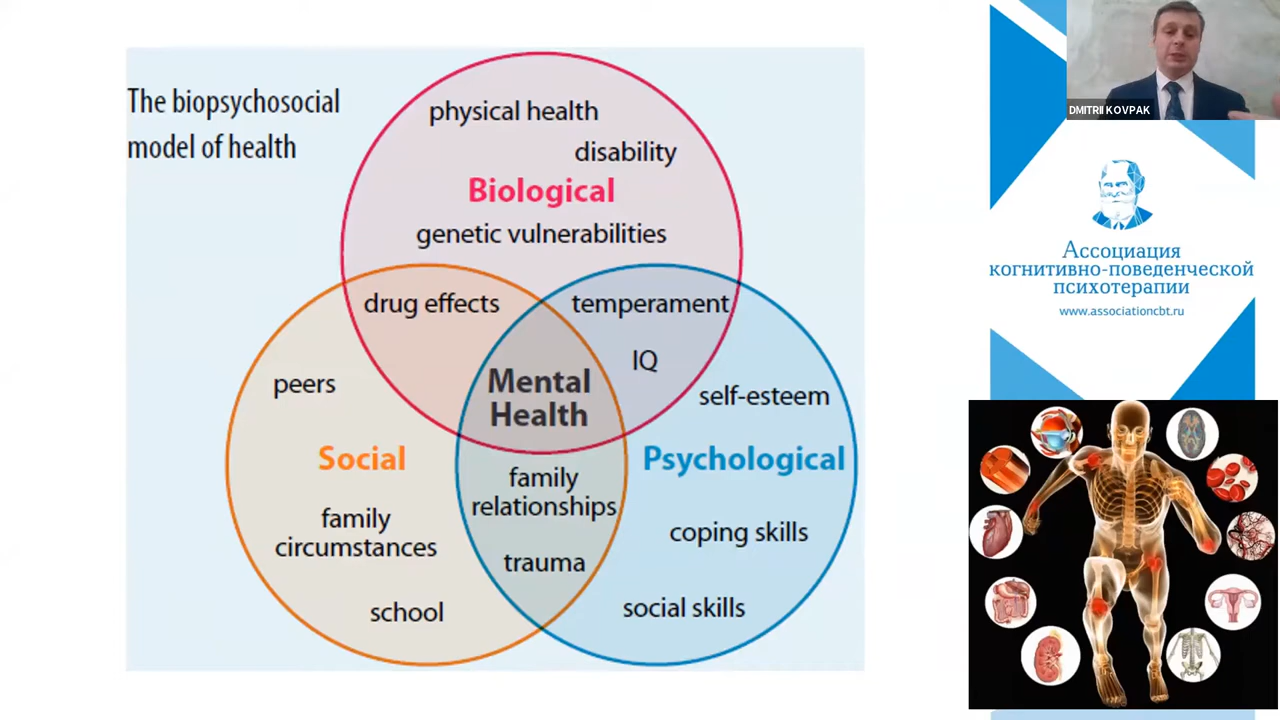 The biopsychosocial
model of health
physical health
disability
Biological
genetic vulnerabilities
drug effects
temperament
IQ
peers
Mental
Health
self-esteem
Social
Psychological
family
relationships
family
circumstances
coping skills
trauma
school
social skills
DMITRII KOVPAK
Ассоциация
когнитивно-поведенческой
психотерапии
www.associationcbt.ru